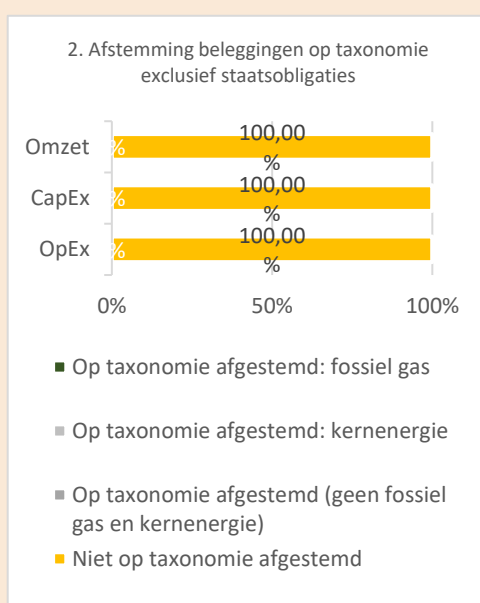 2. Afstemming beleggingen op taxonomie
exclusief staatsobligaties
Omzet
%
100,00
%
CapEx
%
100,00
%
OpEx
%
100,00
%
0%
50%
100%
Op taxonomie afgestemd: fossiel gas
Op taxonomie afgestemd: kernenergie
Op taxonomie afgestemd (geen fossiel
gas en kernenergie)
Niet op taxonomie afgestemd